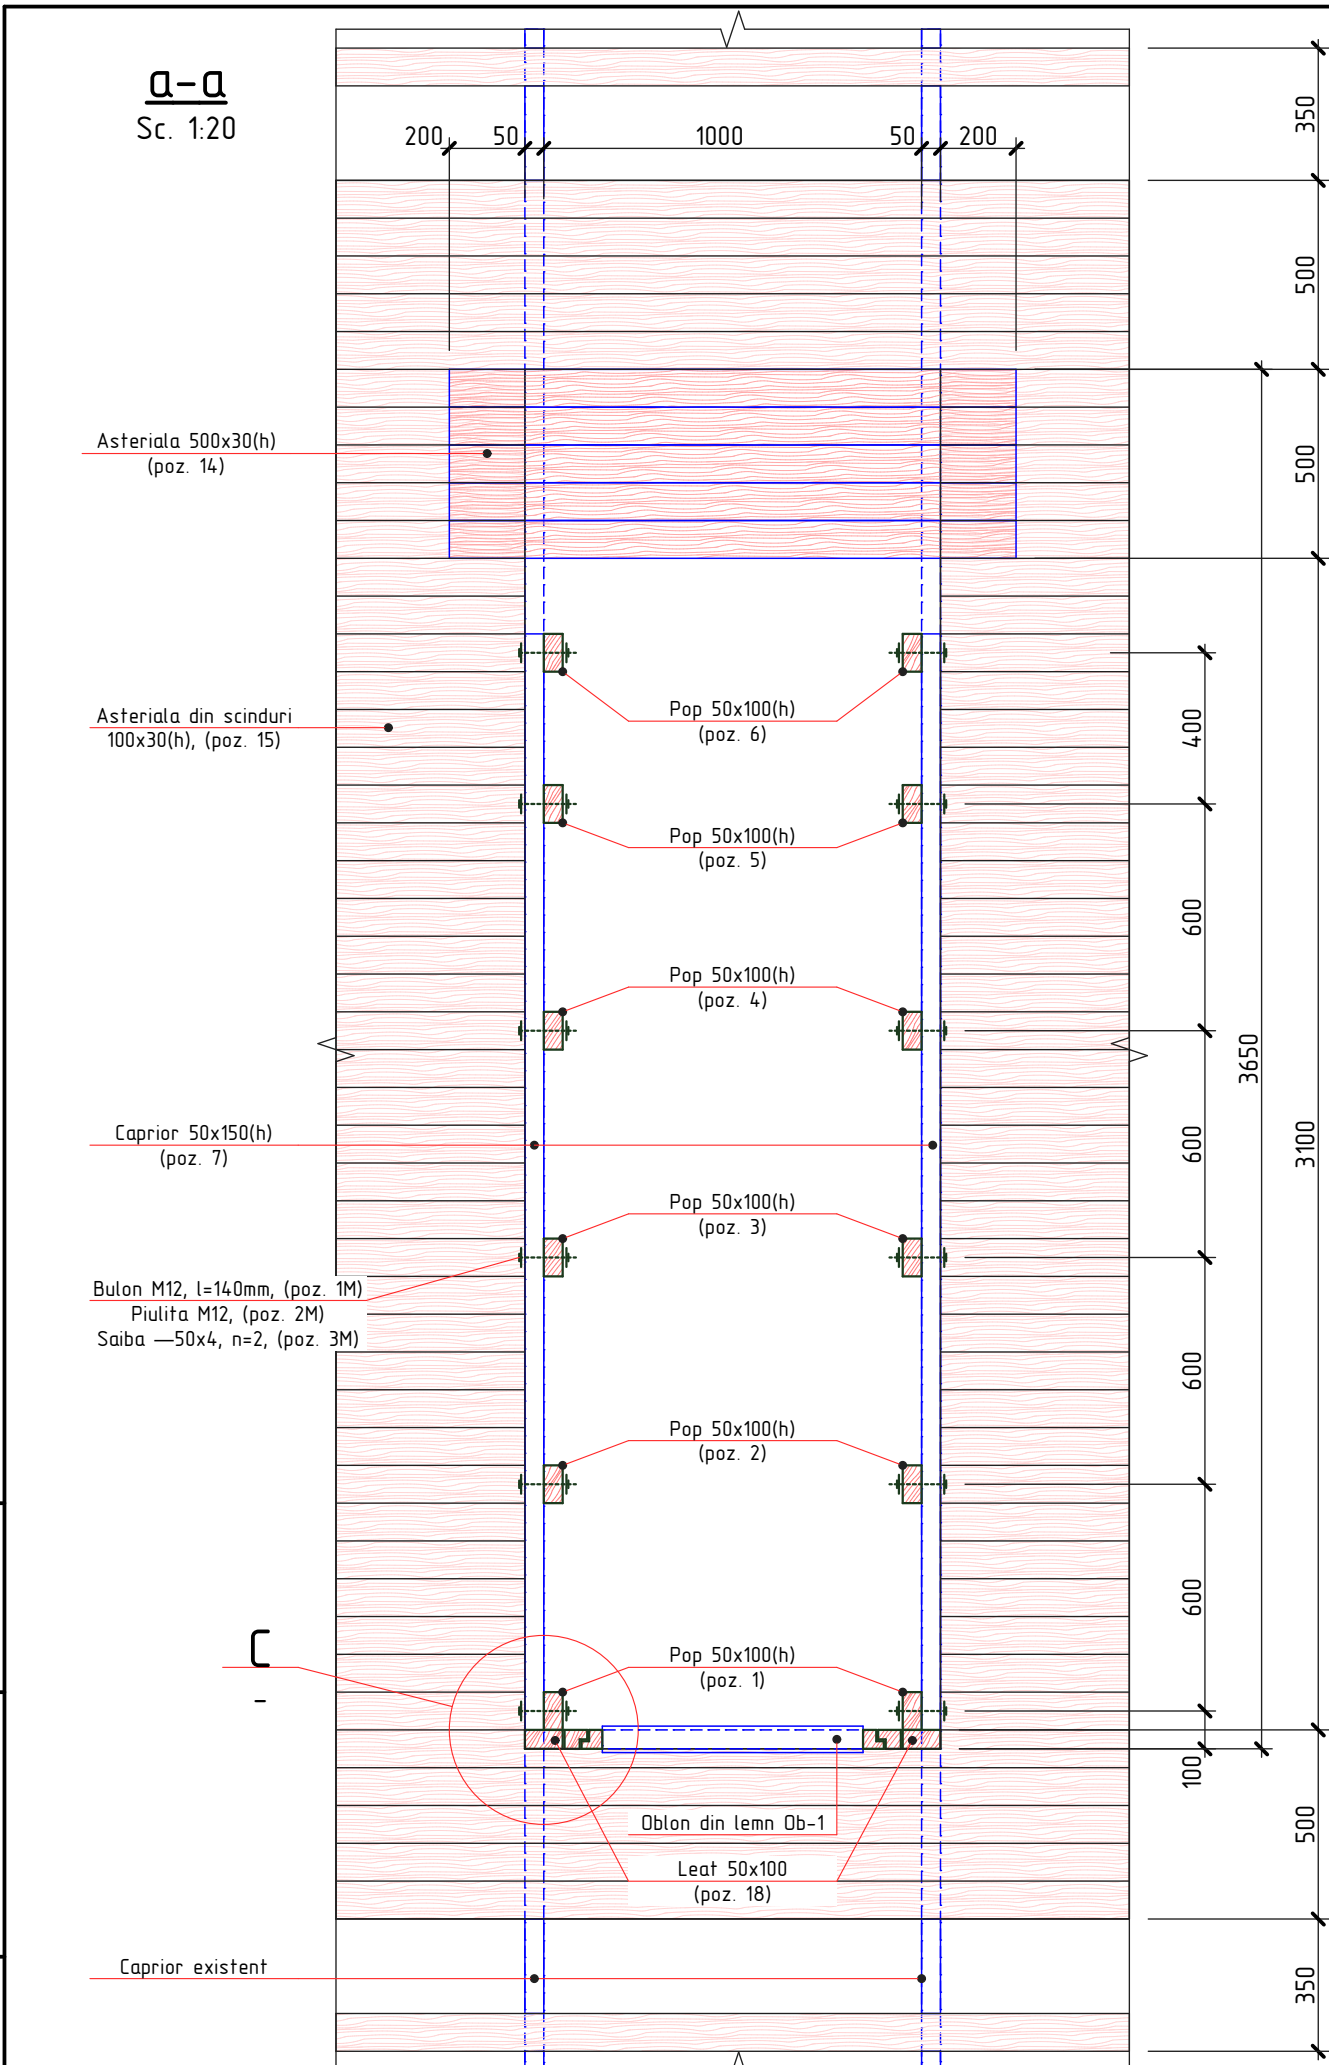 a-a
Sc. 1:20
200 50 1000 50 200
350
500
Asteriala 500x30(h)
(poz. 14)
500
Pop 50x100(h)
(poz. 6)
Asteriala din scinduri
100x30(h), (poz. 15)
400
Pop 50x100(h)
(poz. 5)
600
Pop 50x100(h)
(poz. 4)
3650
Caprior 50x150(h)
(poz. 7)
600
3100
Pop 50x100(h)
(poz. 3)
Bulon M12, l=140mm, (poz. 1M)
Piulita M12, (poz. 2M)
Saiba —50x4, n=2, (poz. 3M)
600
Pop 50x100(h)
(poz. 2)
600
C
-
Pop 50x100(h)
(poz. 1)
100
Oblon din lemn Ob-1
500
Leat 50x100
(poz. 18)
Caprior existent
350